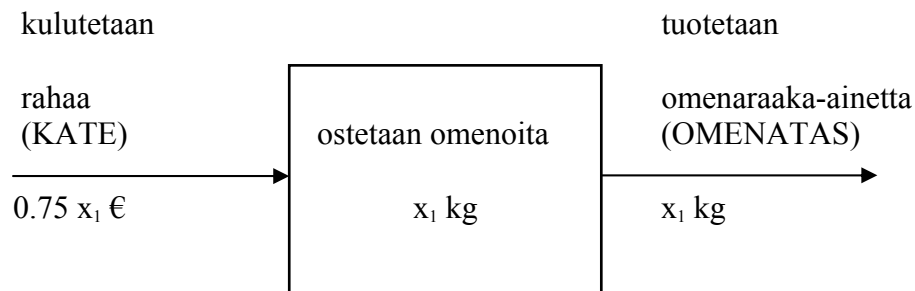 kulutetaan
tuotetaan
rahaa
(KATE)
ostetaan omenoita
omenaraaka-ainetta
(OMENATAS)
0.75 x₁ €
x₁ kg
x₁ kg